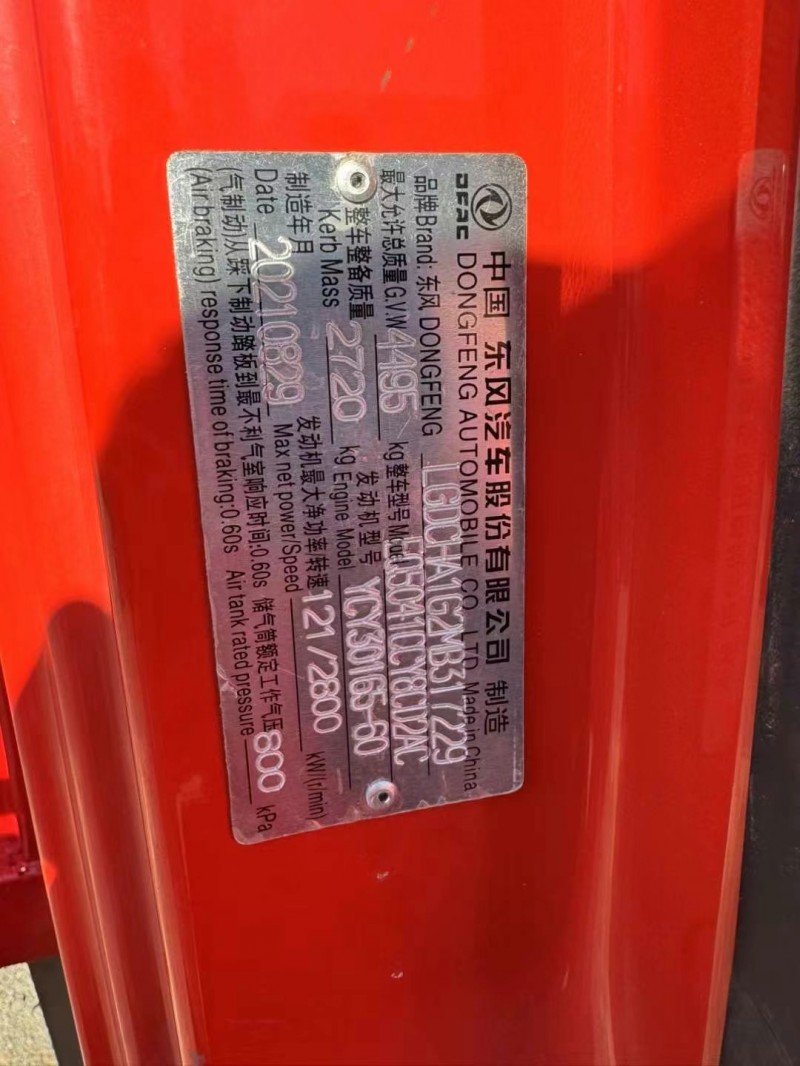 中国 东风汽车股份有限公司 制造
DFAC DONGFENG AUTOMOBILE CO.,LTD. Made in China
品牌Brand: 东风 DONGFENG LGDCHA1G2MB317229
最大允许总质量G.V.W 4495 kg 整车型号Model EQ5041CCY8CD2AC
整车整备质量 发动机型号
Kerb Mass 2720 kg Engine Model YCY30165-60
制造年月 发动机最大净功率转速
Date 20210829 Max net power/Speed 121/2800 kW/(r/min)
(气制动从踩下制动踏板到最不利气室响应时间:0.60s 储气筒额定工作气压
(Air braking) response time of braking:0.60s Air tank rated pressure 800 kPa